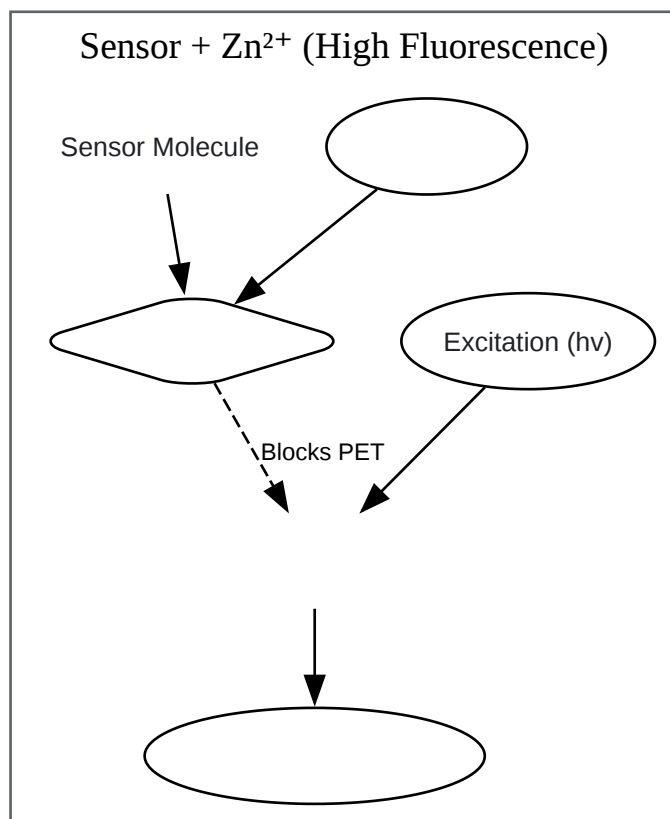 Sensor + Zn²⁺ (High Fluorescence)
Sensor Molecule
Excitation (hv)
Blocks PET